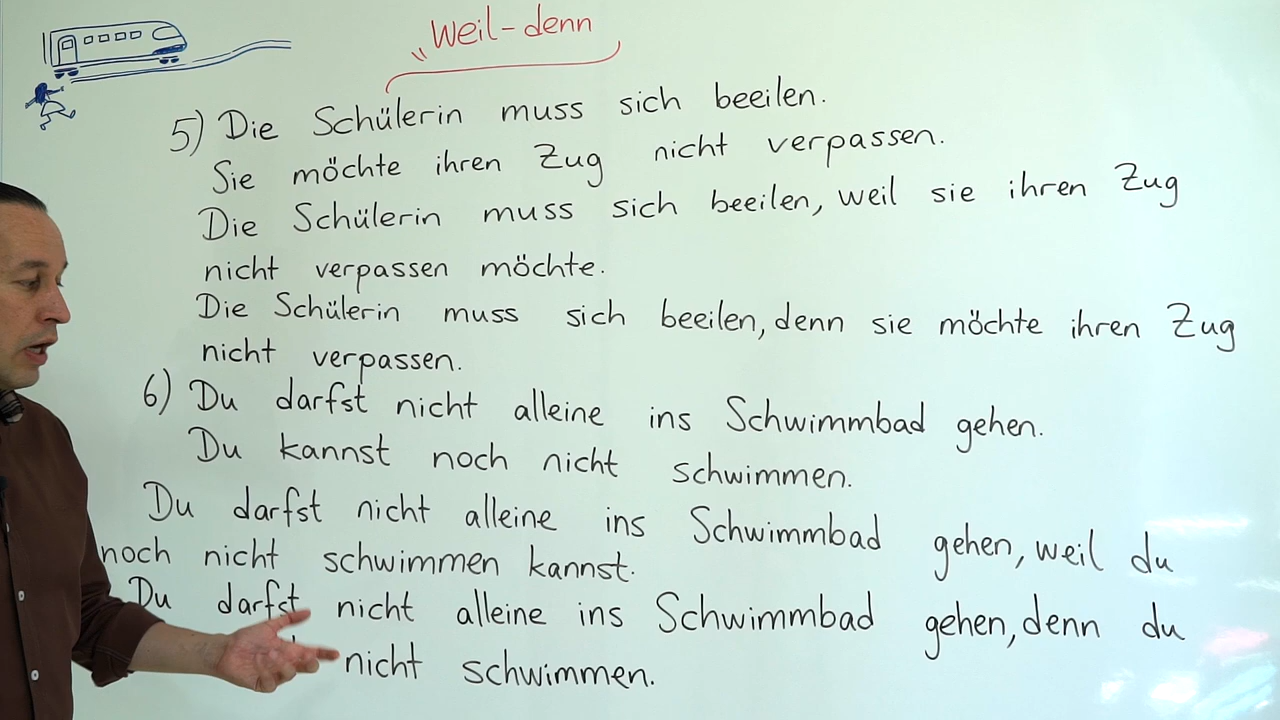 Weil-denn
5) Die Schülerin muss sich beeilen.
Sie möchte ihren Zug nicht verpassen.
Die Schülerin muss sich beeilen, weil sie ihren Zug
nicht verpassen möchte.
Die Schülerin muss sich beeilen, denn sie möchte ihren Zug
nicht verpassen.
6) Du darfst nicht alleine ins Schwimmbad gehen.
Du kannst noch nicht schwimmen.
Du darfst nicht alleine ins Schwimmbad gehen, weil du
noch nicht schwimmen kannst.
Du darfst nicht alleine ins Schwimmbad gehen, denn du
nicht schwimmen.